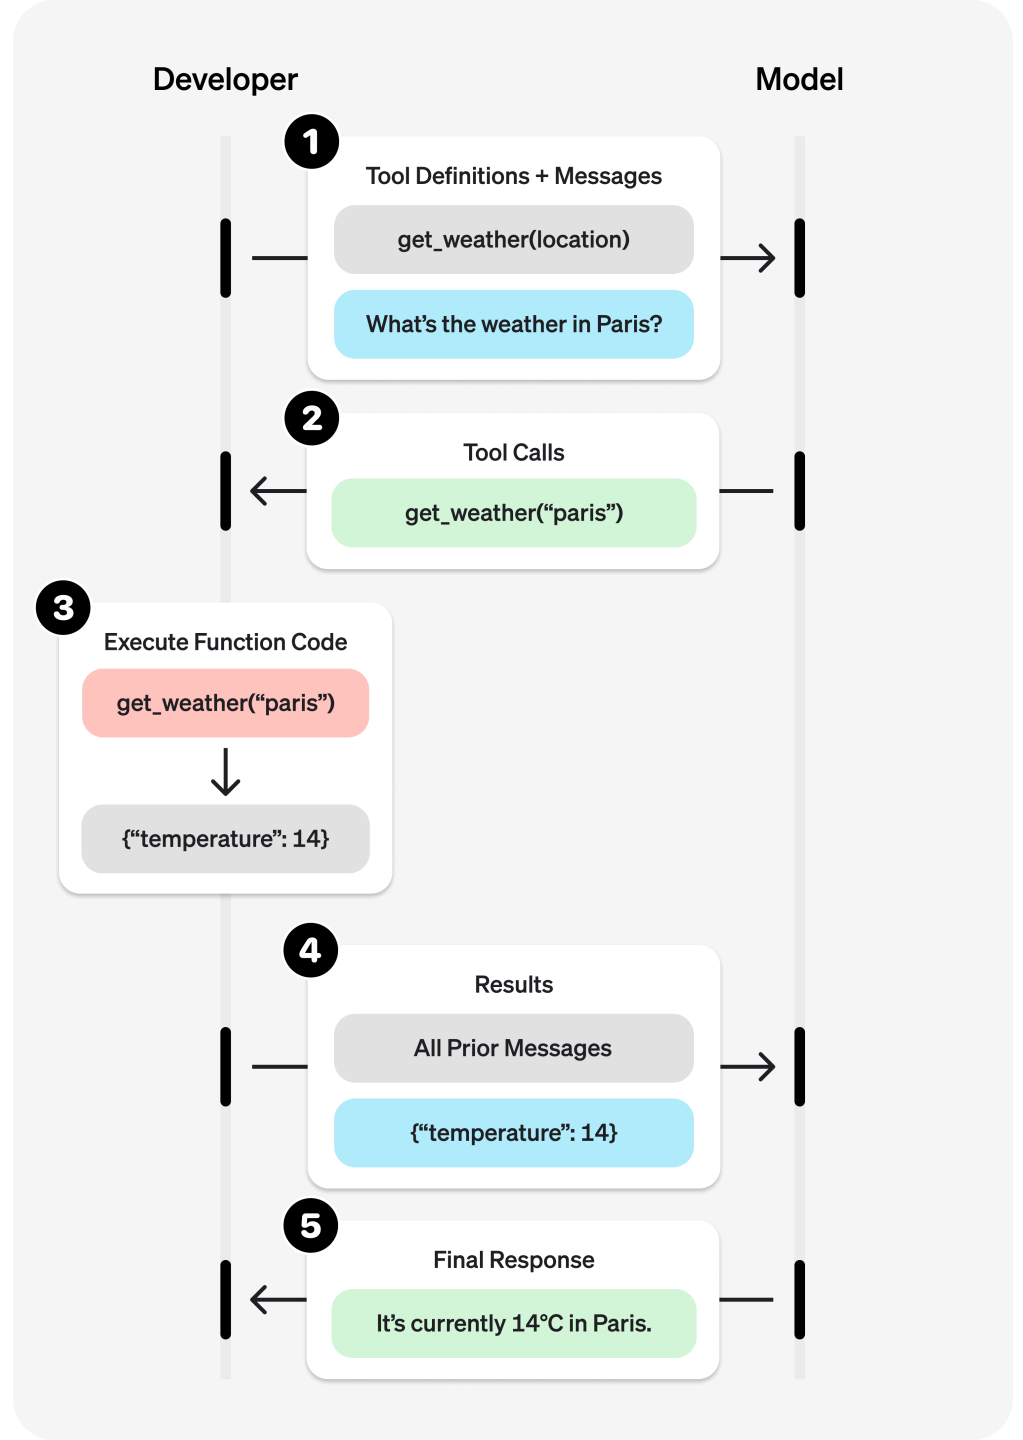 Developer
Model
1
Tool Definitions + Messages
get_weather(location)
What’s the weather in Paris?
2
Tool Calls
get_weather(“paris”)
3
Execute Function Code
get_weather(“paris”)
{“temperature”: 14}
4
Results
All Prior Messages
{“temperature”: 14}
5
Final Response
It’s currently 14°C in Paris.